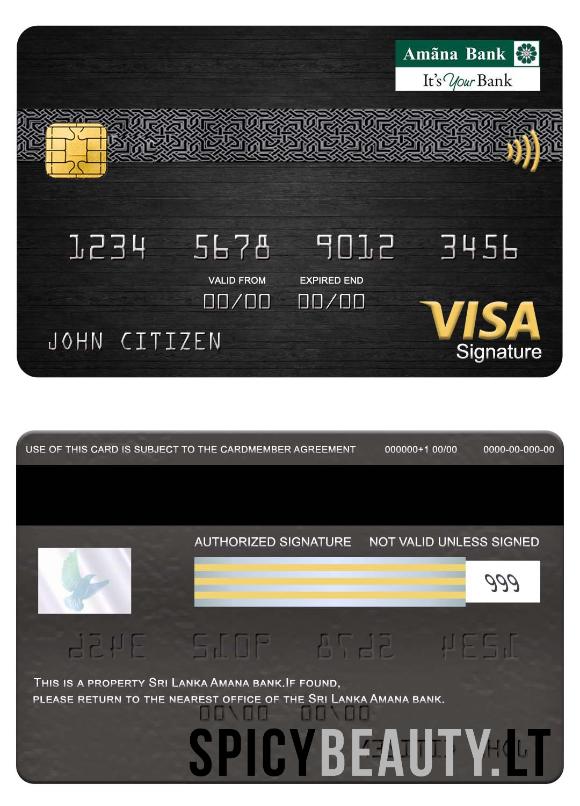 Amãna Bank
It's Your Bank
1234 5678 9012 3456
VALID FROM EXPIRED END
00/00 00/00
JOHN CITIZEN
VISA
Signature
USE OF THIS CARD IS SUBJECT TO THE CARDMEMBER AGREEMENT 000000+1 00/00 0000-00-000-00
AUTHORIZED SIGNATURE NOT VALID UNLESS SIGNED
999
THIS IS A PROPERTY SRI LANKA AMANA BANK.IF FOUND,
PLEASE RETURN TO THE NEAREST OFFICE OF THE SRI LANKA AMANA BANK.
00/00 00/00
SPICYBEAUTY.LT